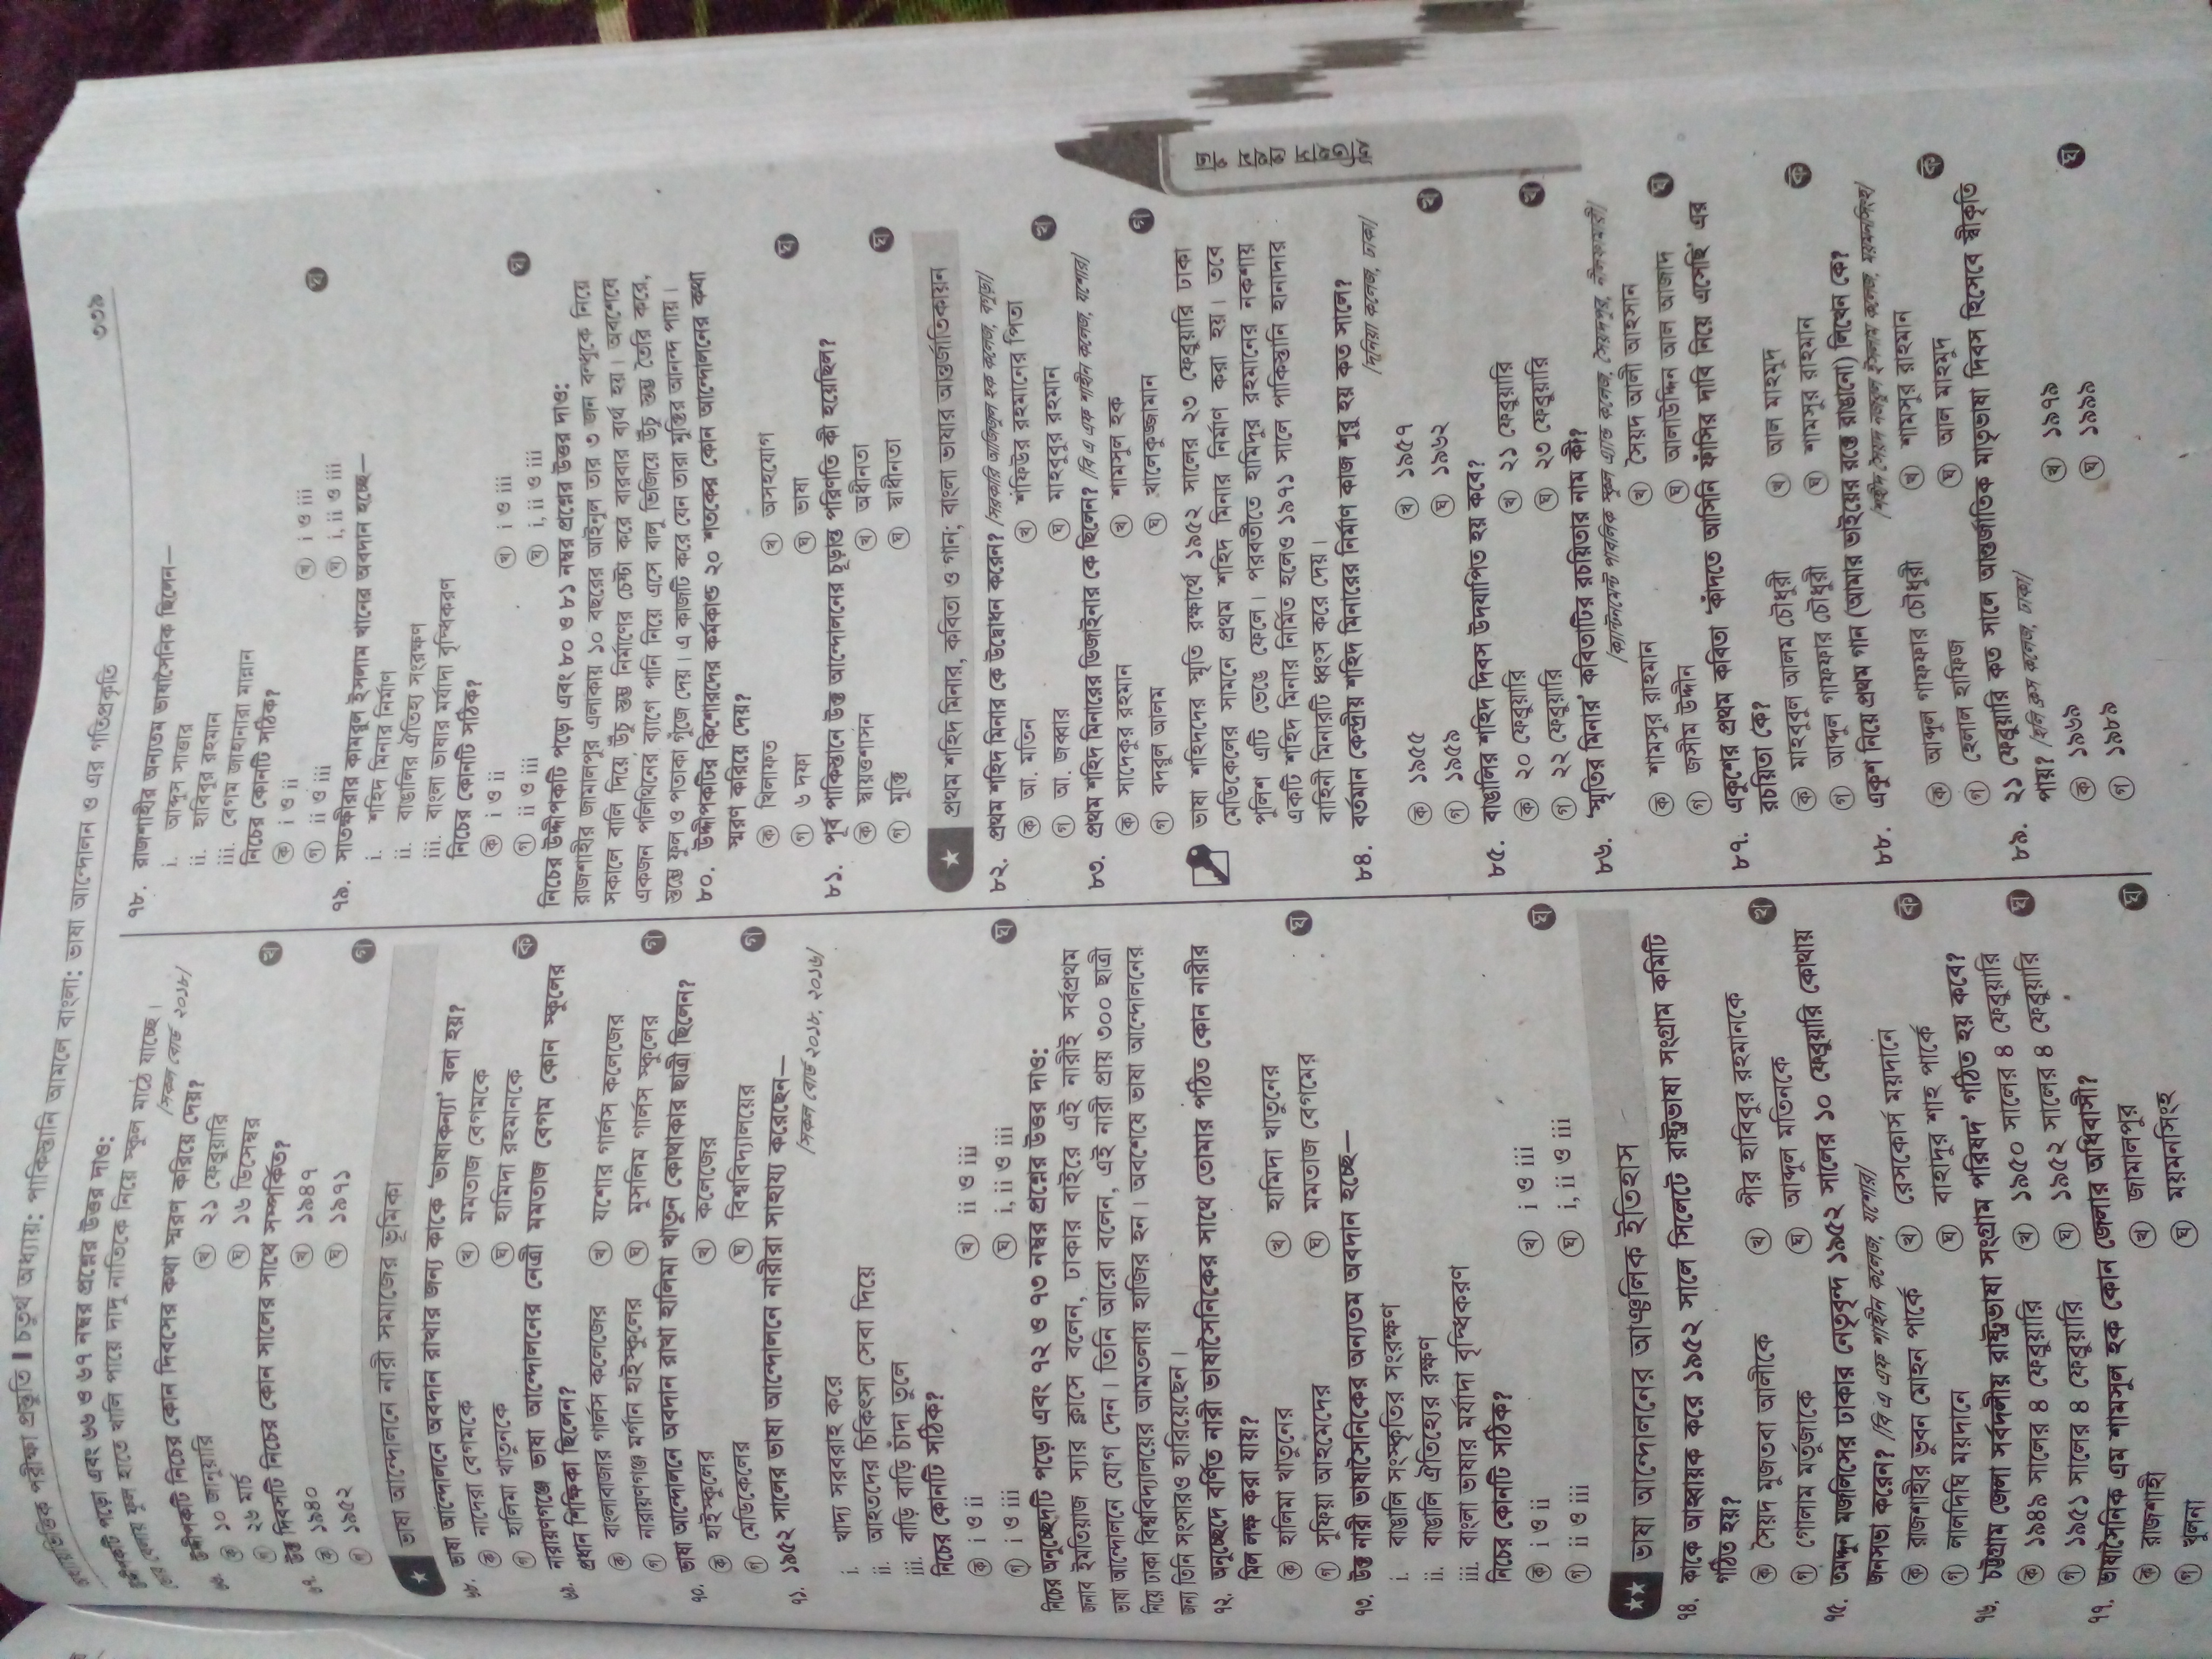 অধ্যায়ভিত্তিক পরীক্ষা প্রস্তুতি ▌ চতুর্থ অধ্যায়: পাকিস্তানি আমলে বাংলা: ভাষা আন্দোলন ও এর গতিপ্রকৃতি
৩৩৯
উদ্দীপকটি পড়ো এবং ৬৬ ও ৬৭ নম্বর প্রশ্নের উত্তর দাও:
ভোর বেলায় ফুল হাতে খালি পায়ে দাদু নাতিকে নিয়ে স্কুল মাঠে যাচ্ছে।
[সকল বোর্ড ২০১৮]
৬৬. উদ্দীপকটি নিচের কোন দিবসের কথা স্মরণ করিয়ে দেয়?
ক ১০ জানুয়ারি খ ২১ ফেব্রুয়ারি
গ ২৬ মার্চ ঘ ১৬ ডিসেম্বর খ
৬৭. উক্ত দিবসটি নিচের কোন সালের সাথে সম্পর্কিত?
ক ১৯৪০ খ ১৯৪৭
গ ১৯৫২ ঘ ১৯৭১ গ
★ ভাষা আন্দোলনে নারী সমাজের ভূমিকা
৬৮. ভাষা আন্দোলনে অবদান রাখার জন্য কাকে ‘ভাষাকন্যা’ বলা হয়?
ক নাদেরা বেগমকে খ মমতাজ বেগমকে
গ হালিমা খাতুনকে ঘ হামিদা রহমানকে ক
৬৯. নারায়ণগঞ্জে ভাষা আন্দোলনের নেত্রী মমতাজ বেগম কোন স্কুলের
প্রধান শিক্ষিকা ছিলেন?
ক বাংলাবাজার গার্লস কলেজের খ যশোর গার্লস কলেজের
গ নারায়ণগঞ্জ মর্গান হাইস্কুলের ঘ মুসলিম গার্লস স্কুলের গ
৭০. ভাষা আন্দোলনে অবদান রাখা হালিমা খাতুন কোথাকার ছাত্রী ছিলেন?
ক হাইস্কুলের খ কলেজের
গ মেডিকেলের ঘ বিশ্ববিদ্যালয়ের গ
৭১. ১৯৫২ সালের ভাষা আন্দোলনে নারীরা সাহায্য করেছেন—
[সকল বোর্ড ২০১৮, ২০১৬]
i. খাদ্য সরবরাহ করে
ii. আহতদের চিকিৎসা সেবা দিয়ে
iii. বাড়ি বাড়ি চাঁদা তুলে
নিচের কোনটি সঠিক?
ক i ও ii খ ii ও iii
গ i ও iii ঘ i, ii ও iii ঘ
নিচের অনুচ্ছেদটি পড়ো এবং ৭২ ও ৭৩ নম্বর প্রশ্নের উত্তর দাও:
জনাব ইমতিয়াজ স্যার ক্লাসে বলেন, ঢাকার বাইরে এই নারীই সর্বপ্রথম
ভাষা আন্দোলনে যোগ দেন। তিনি আরো বলেন, এই নারী প্রায় ৩০০ ছাত্রী
নিয়ে ঢাকা বিশ্ববিদ্যালয়ের আমতলায় হাজির হন। অবশেষে ভাষা আন্দোলনের
জন্য তিনি সংসারও হারিয়েছেন।
৭২. অনুচ্ছেদে বর্ণিত নারী ভাষাসৈনিকের সাথে তোমার পঠিত কোন নারীর
মিল লক্ষ করা যায়?
ক হালিমা খাতুনের খ হামিদা খাতুনের
গ সুফিয়া আহমেদের ঘ মমতাজ বেগমের ঘ
৭৩. উক্ত নারী ভাষাসৈনিকের অন্যতম অবদান হচ্ছে—
i. বাঙালি সংস্কৃতির সংরক্ষণ
ii. বাঙালি ঐতিহ্যের রক্ষণ
iii. বাংলা ভাষার মর্যাদা বৃদ্ধিকরণ
নিচের কোনটি সঠিক?
ক i ও ii খ i ও iii
গ ii ও iii ঘ i, ii ও iii ঘ
★★ ভাষা আন্দোলনের আঞ্চলিক ইতিহাস
৭৪. কাকে আহ্বায়ক করে ১৯৫২ সালে সিলেটে রাষ্ট্রভাষা সংগ্রাম কমিটি
গঠিত হয়?
ক সৈয়দ মুজতবা আলীকে খ পীর হাবিবুর রহমানকে
গ গোলাম মর্তুজাকে ঘ আব্দুল মতিনকে খ
৭৫. তমদ্দুন মজলিসের ঢাকার নেতৃবৃন্দ ১৯৫২ সালের ১০ ফেব্রুয়ারি কোথায়
জনসভা করেন? [বি এ এফ শাহীন কলেজ, যশোর]
ক রাজশাহীর ভুবন মোহন পার্কে খ রেসকোর্স ময়দানে
গ লালদিঘি ময়দানে ঘ বাহাদুর শাহ পার্কে ক
৭৬. চট্টগ্রাম জেলা সর্বদলীয় রাষ্ট্রভাষা সংগ্রাম পরিষদ’ গঠিত হয় কবে?
ক ১৯৪৯ সালের ৪ ফেব্রুয়ারি খ ১৯৫০ সালের ৪ ফেব্রুয়ারি
গ ১৯৫১ সালের ৪ ফেব্রুয়ারি ঘ ১৯৫২ সালের ৪ ফেব্রুয়ারি ঘ
৭৭. ভাষাসৈনিক এম শামসুল হক কোন জেলার অধিবাসী?
ক রাজশাহী খ জামালপুর
গ খুলনা ঘ ময়মনসিংহ ঘ
৭৮. রাজশাহীর অন্যতম ভাষাসৈনিক ছিলেন—
i. আব্দুস সাত্তার
ii. হাবিবুর রহমান
iii. বেগম জাহানারা মান্নান
নিচের কোনটি সঠিক?
ক i ও ii খ i ও iii
গ ii ও iii ঘ i, ii ও iii ঘ
৭৯. সাতক্ষীরার কামরুল ইসলাম খানের অবদান হচ্ছে—
i. শহিদ মিনার নির্মাণ
ii. বাঙালির ঐতিহ্য সংরক্ষণ
iii. বাংলা ভাষার মর্যাদা বৃদ্ধিকরণ
নিচের কোনটি সঠিক?
ক i ও ii খ i ও iii
গ ii ও iii ঘ i, ii ও iii ঘ
নিচের উদ্দীপকটি পড়ো এবং ৮০ ও ৮১ নম্বর প্রশ্নের উত্তর দাও:
রাজশাহীর জামালপুর এলাকায় ১০ বছরের আইনুল তার ৩ জন বন্ধুকে নিয়ে
সকালে বালি দিয়ে উঁচু স্তম্ভ নির্মাণের চেষ্টা করে বারবার ব্যর্থ হয়। অবশেষে
একজন পলিথিনের ব্যাগে পানি নিয়ে এসে বালু ভিজিয়ে উঁচু স্তম্ভ তৈরি করে,
স্তম্ভে ফুল ও পতাকা গুঁজে দেয়। এ কাজটি করে যেন তারা মুক্তির আনন্দ পায়।
৮০. উদ্দীপকটির কিশোরদের কর্মকাণ্ড ২০ শতকের কোন আন্দোলনের কথা
স্মরণ করিয়ে দেয়?
ক খিলাফত খ অসহযোগ
গ ৬ দফা ঘ ভাষা ঘ
৮১. পূর্ব পাকিস্তানে উক্ত আন্দোলনের চূড়ান্ত পরিণতি কী হয়েছিল?
ক স্বায়ত্তশাসন খ অধীনতা
গ মুক্তি ঘ স্বাধীনতা ঘ
★ প্রথম শহিদ মিনার, কবিতা ও গান; বাংলা ভাষার আন্তর্জাতিকায়ন
৮২. প্রথম শহিদ মিনার কে উদ্বোধন করেন? [সরকারি আজিজুল হক কলেজ, বগুড়া]
ক আ. মতিন খ শফিউর রহমানের পিতা
গ আ. জব্বার ঘ মাহবুবুর রহমান খ
৮৩. প্রথম শহিদ মিনারের ডিজাইনার কে ছিলেন? [বি এ এফ শাহীন কলেজ, যশোর]
ক সাদেকুর রহমান খ শামসুল হক
গ বদরুল আলম ঘ খালেকুজ্জামান গ
ভাষা শহিদদের স্মৃতি রক্ষার্থে ১৯৫২ সালের ২৩ ফেব্রুয়ারি ঢাকা
মেডিকেলের সামনে প্রথম শহিদ মিনার নির্মাণ করা হয়। তবে
পুলিশ এটি ভেঙে ফেলে। পরবর্তীতে হামিদুর রহমানের নকশায়
একটি শহিদ মিনার নির্মিত হলেও ১৯৭১ সালে পাকিস্তানি হানাদার
বাহিনী মিনারটি ধ্বংস করে দেয়।
৮৪. বর্তমান কেন্দ্রীয় শহিদ মিনারের নির্মাণ কাজ শুরু হয় কত সালে?
[দনিয়া কলেজ, ঢাকা]
ক ১৯৫৫ খ ১৯৫৭
গ ১৯৫৯ ঘ ১৯৬২ খ
৮৫. বাঙালির শহিদ দিবস উদযাপিত হয় কবে?
ক ২০ ফেব্রুয়ারি খ ২১ ফেব্রুয়ারি
গ ২২ ফেব্রুয়ারি ঘ ২৩ ফেব্রুয়ারি খ
৮৬. ‘স্মৃতির মিনার’ কবিতাটির রচয়িতার নাম কী?
[ক্যান্টনমেন্ট পাবলিক স্কুল এ্যান্ড কলেজ, সৈয়দপুর, নীলফামারী]
ক শামসুর রাহমান খ সৈয়দ আলী আহসান
গ জসীম উদ্দীন ঘ আলাউদ্দিন আল আজাদ ঘ
৮৭. একুশের প্রথম কবিতা ‘কাঁদতে আসিনি ফাঁসির দাবি নিয়ে এসেছি’ এর
রচয়িতা কে?
ক মাহবুবুল আলম চৌধুরী খ আল মাহমুদ
গ আব্দুল গাফফার চৌধুরী ঘ শামসুর রাহমান ক
৮৮. একুশ নিয়ে প্রথম গান (আমার ভাইয়ের রক্তে রাঙানো) লিখেন কে?
[শহীদ সৈয়দ নজরুল ইসলাম কলেজ, ময়মনসিংহ]
ক আব্দুল গাফফার চৌধুরী খ শামসুর রাহমান
গ হেলাল হাফিজ ঘ আল মাহমুদ ক
৮৯. ২১ ফেব্রুয়ারি কত সালে আন্তর্জাতিক মাতৃভাষা দিবস হিসেবে স্বীকৃতি
পায়? [হলি ক্রস কলেজ, ঢাকা]
ক ১৯৬৯ খ ১৯৭৯
গ ১৯৮৯ ঘ ১৯৯৯ ঘ
ইতিহাস প্রথম পত্র